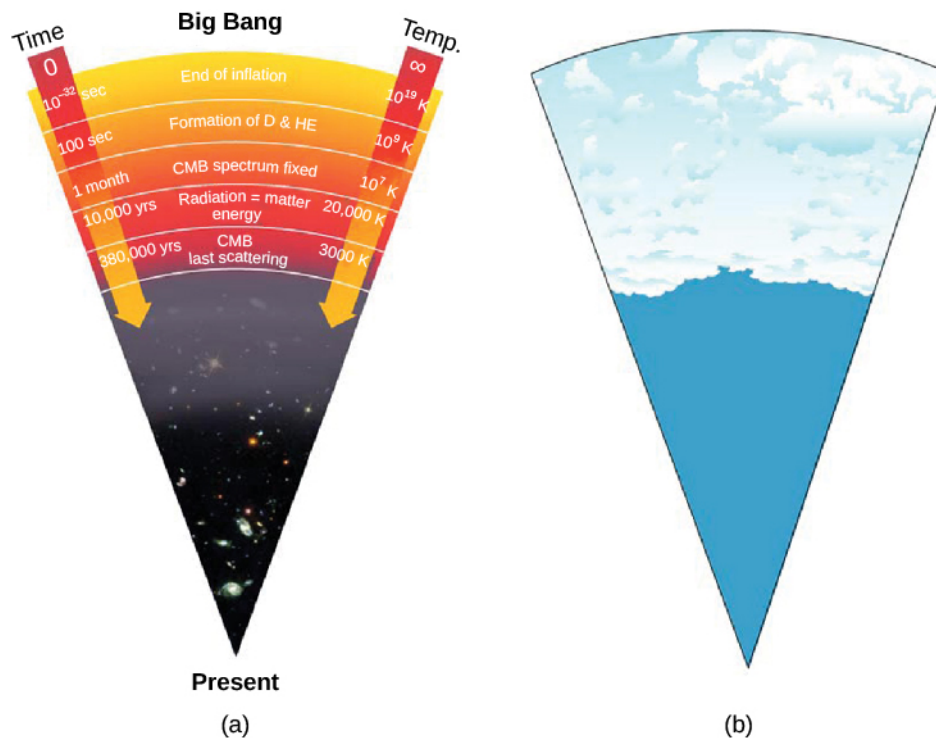 Big Bang
Time
Temp.
0
∞
End of inflation
10⁻³² sec
10¹⁹ K
Formation of D & HE
100 sec
10⁹ K
CMB spectrum fixed
1 month
10⁷ K
10,000 yrs
Radiation = matter
energy
20,000 K
380,000 yrs
CMB
last scattering
3000 K
Present
(a)
(b)